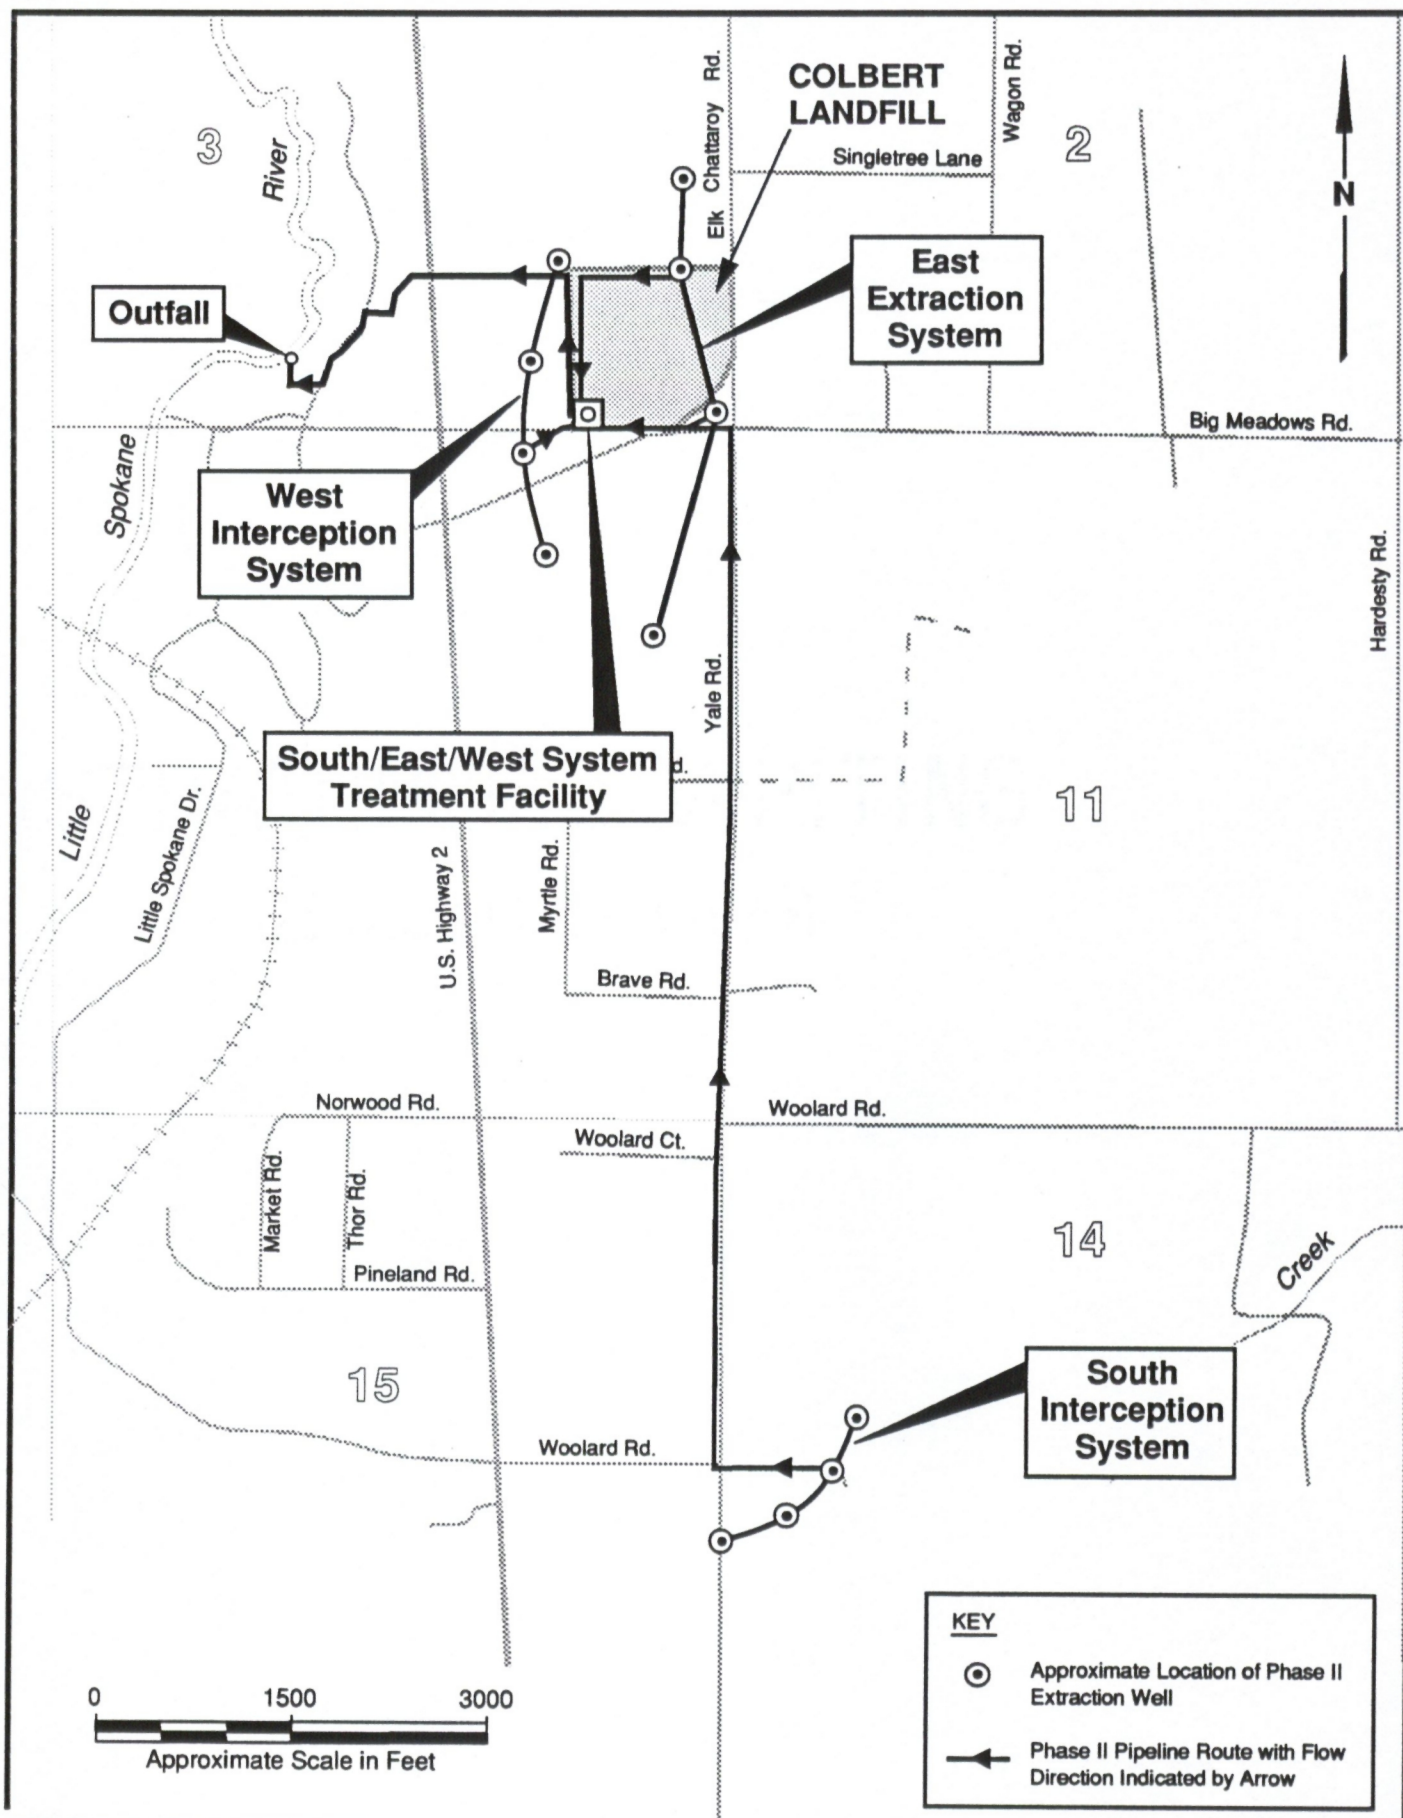 COLBERT
LANDFILL
Elk Chattaroy Rd.
Wagon Rd.
3
2
Singletree Lane
River
N
East
Extraction
System
Outfall
Big Meadows Rd.
West
Interception
System
Spokane
Hardesty Rd.
Yale Rd.
South/East/West System
Treatment Facility
d.
11
Little
Little Spokane Dr.
U.S. Highway 2
Myrtle Rd.
Brave Rd.
Norwood Rd.
Woolard Rd.
Woolard Ct.
Market Rd.
Thor Rd.
Pineland Rd.
14
Creek
15
South
Interception
System
Woolard Rd.
KEY
Approximate Location of Phase II
Extraction Well
Phase II Pipeline Route with Flow
Direction Indicated by Arrow
0 1500 3000
Approximate Scale in Feet